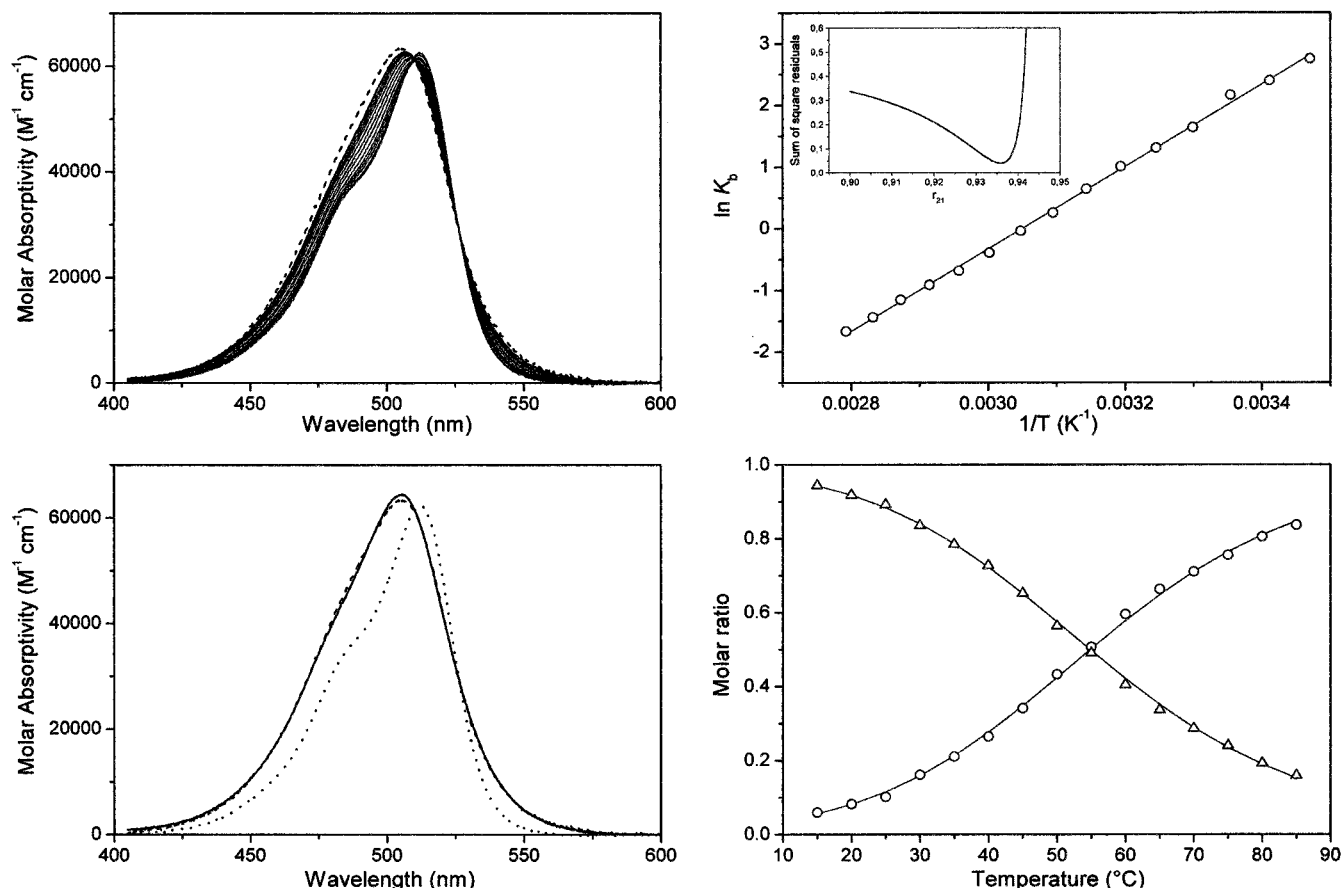 60000
40000
20000
0
Molar Absorptivity (M⁻¹ cm⁻¹)
400 450 500 550 600
Wavelength (nm)
3
2
1
0
-1
-2
ln K_b
0.0028 0.0030 0.0032 0.0034
1/T (K⁻¹)
0,6
0,5
0,4
0,3
0,2
0,1
0,0
Sum of square residuals
0,90 0,91 0,92 0,93 0,94 0,95
r₂₁
60000
40000
20000
0
Molar Absorptivity (M⁻¹ cm⁻¹)
400 450 500 550 600
Wavelength (nm)
1.0
0.8
0.6
0.4
0.2
0.0
Molar ratio
10 20 30 40 50 60 70 80 90
Temperature (°C)